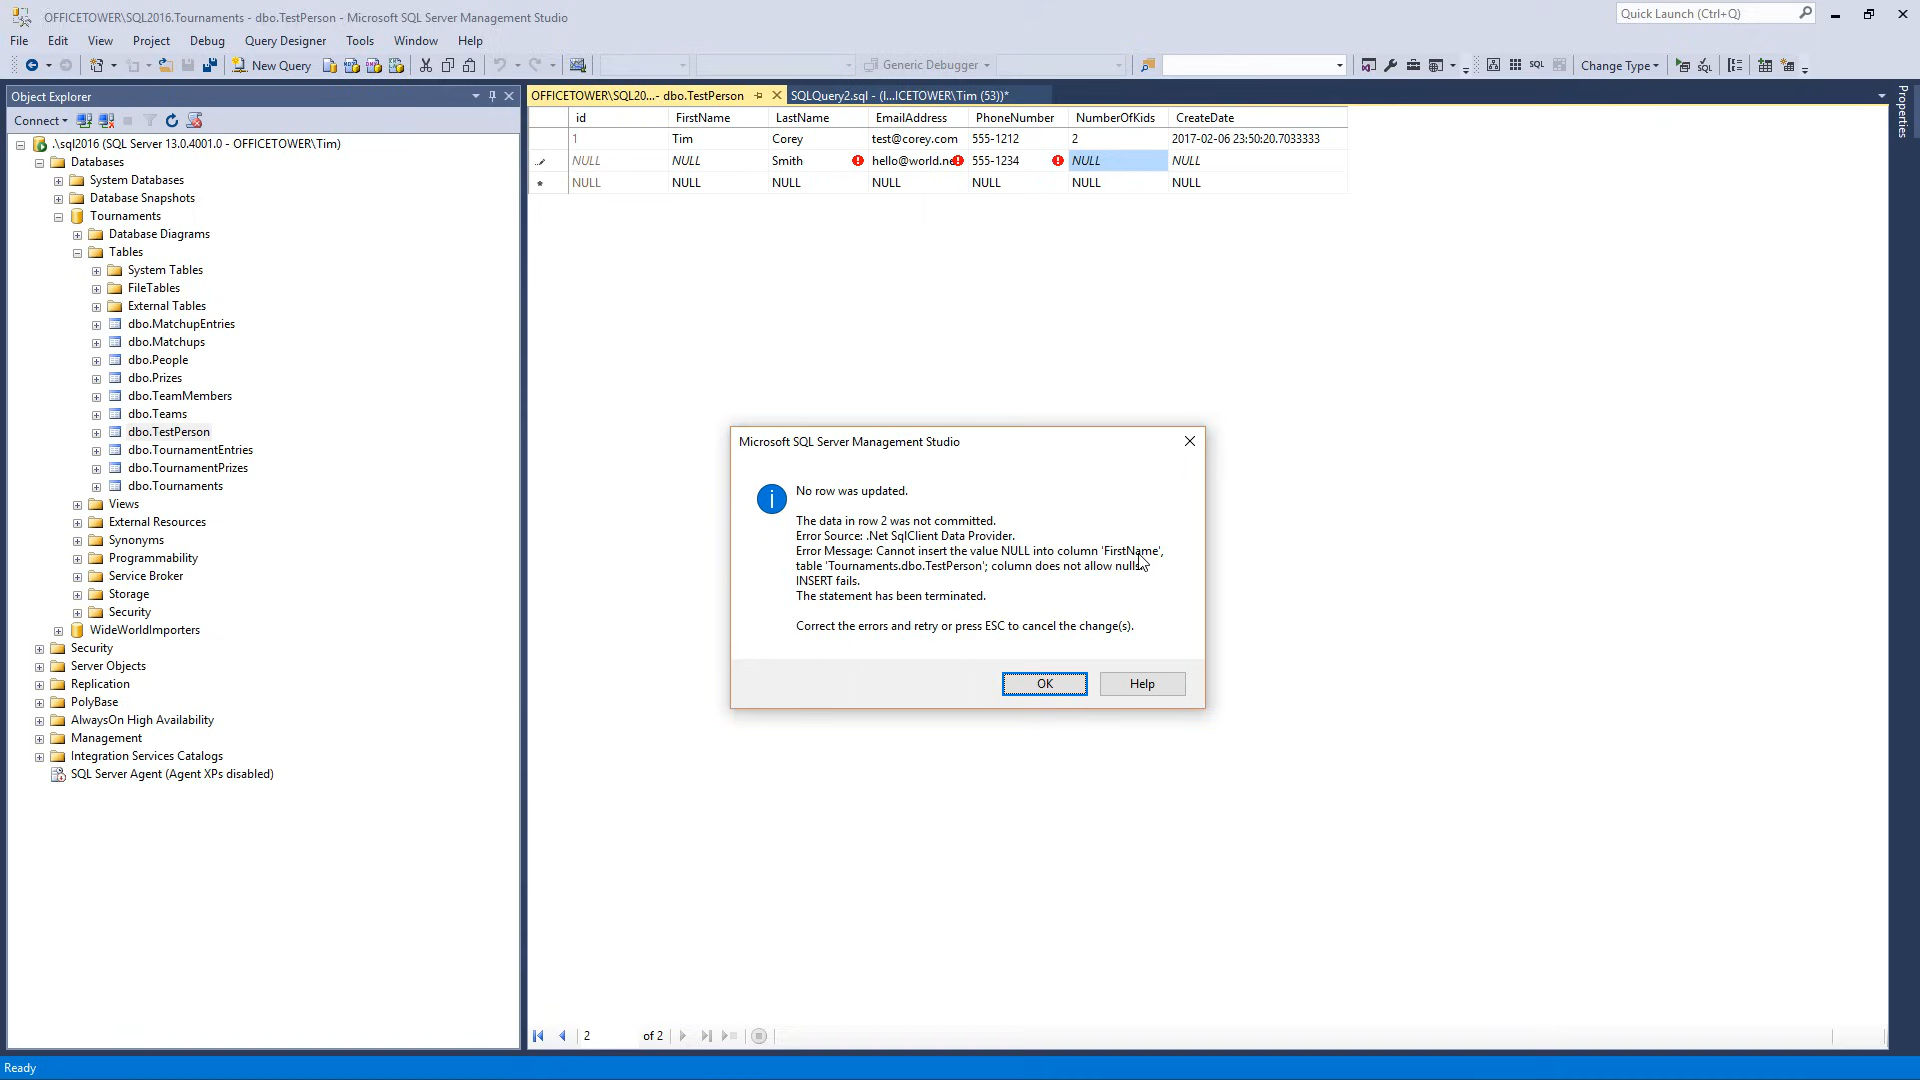 OFFICETOWER\SQL2016.Tournaments - dbo.TestPerson - Microsoft SQL Server Management Studio
Quick Launch (Ctrl+Q)
File Edit View Project Debug Query Designer Tools Window Help
New Query
Generic Debugger
SQL
Change Type
Object Explorer
Connect
.\sql2016 (SQL Server 13.0.4001.0 - OFFICETOWER\Tim)
Databases
System Databases
Database Snapshots
Tournaments
Database Diagrams
Tables
System Tables
FileTables
External Tables
dbo.MatchupEntries
dbo.Matchups
dbo.People
dbo.Prizes
dbo.TeamMembers
dbo.Teams
dbo.TestPerson
dbo.TournamentEntries
dbo.TournamentPrizes
dbo.Tournaments
Views
External Resources
Synonyms
Programmability
Service Broker
Storage
Security
WideWorldImporters
Security
Server Objects
Replication
PolyBase
AlwaysOn High Availability
Management
Integration Services Catalogs
SQL Server Agent (Agent XPs disabled)
OFFICETOWER\SQL20...- dbo.TestPerson
SQLQuery2.sql - (l...ICETOWER\Tim (53))*
id FirstName LastName EmailAddress PhoneNumber NumberOfKids CreateDate
1 Tim Corey test@corey.com 555-1212 2 2017-02-06 23:50:20.7033333
NULL NULL Smith hello@world.ne 555-1234 NULL NULL
NULL NULL NULL NULL NULL NULL NULL
Microsoft SQL Server Management Studio
No row was updated.
The data in row 2 was not committed.
Error Source: .Net SqlClient Data Provider.
Error Message: Cannot insert the value NULL into column 'FirstName',
table 'Tournaments.dbo.TestPerson'; column does not allow nulls.
INSERT fails.
The statement has been terminated.
Correct the errors and retry or press ESC to cancel the change(s).
OK
Help
2 of 2
Properties
Ready